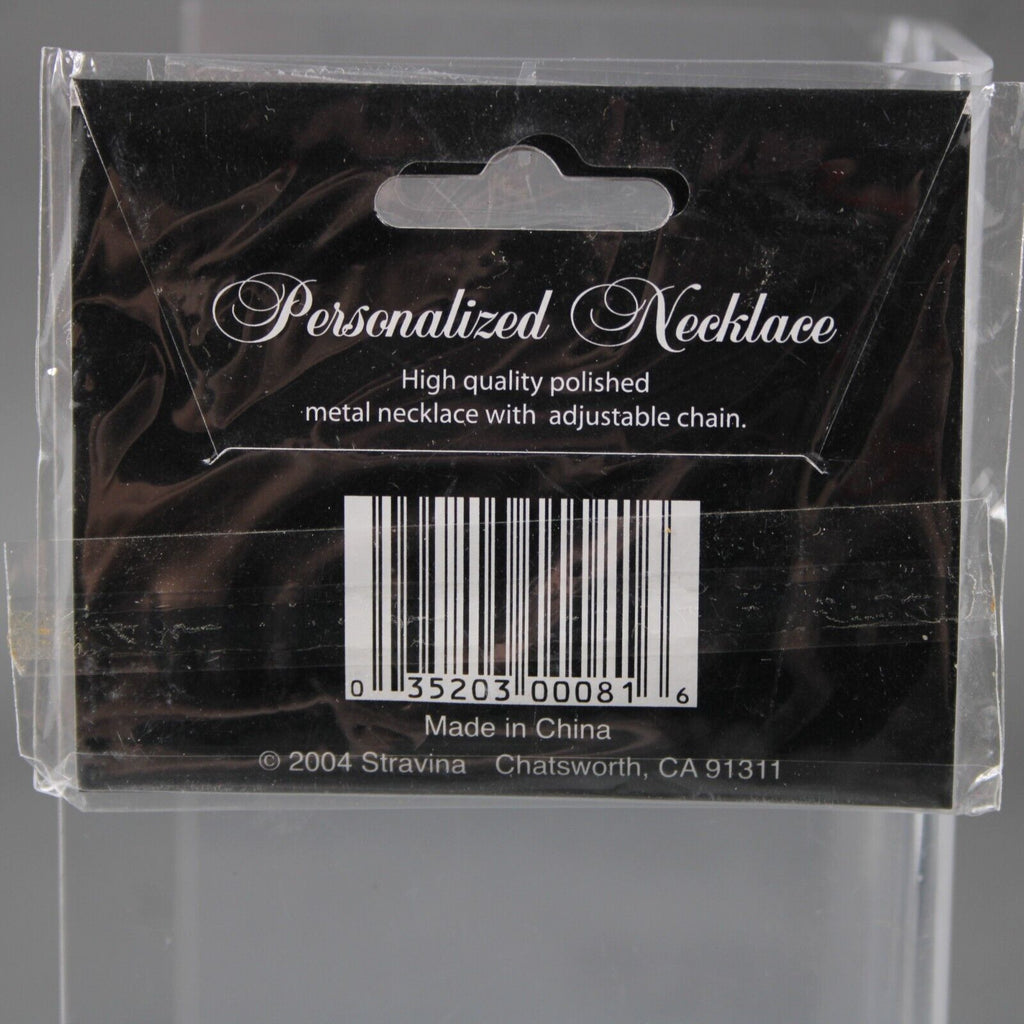 Personalized Necklace
High quality polished
metal necklace with adjustable chain.
0 35203 00081 6
Made in China
© 2004 Stravina Chatsworth, CA 91311